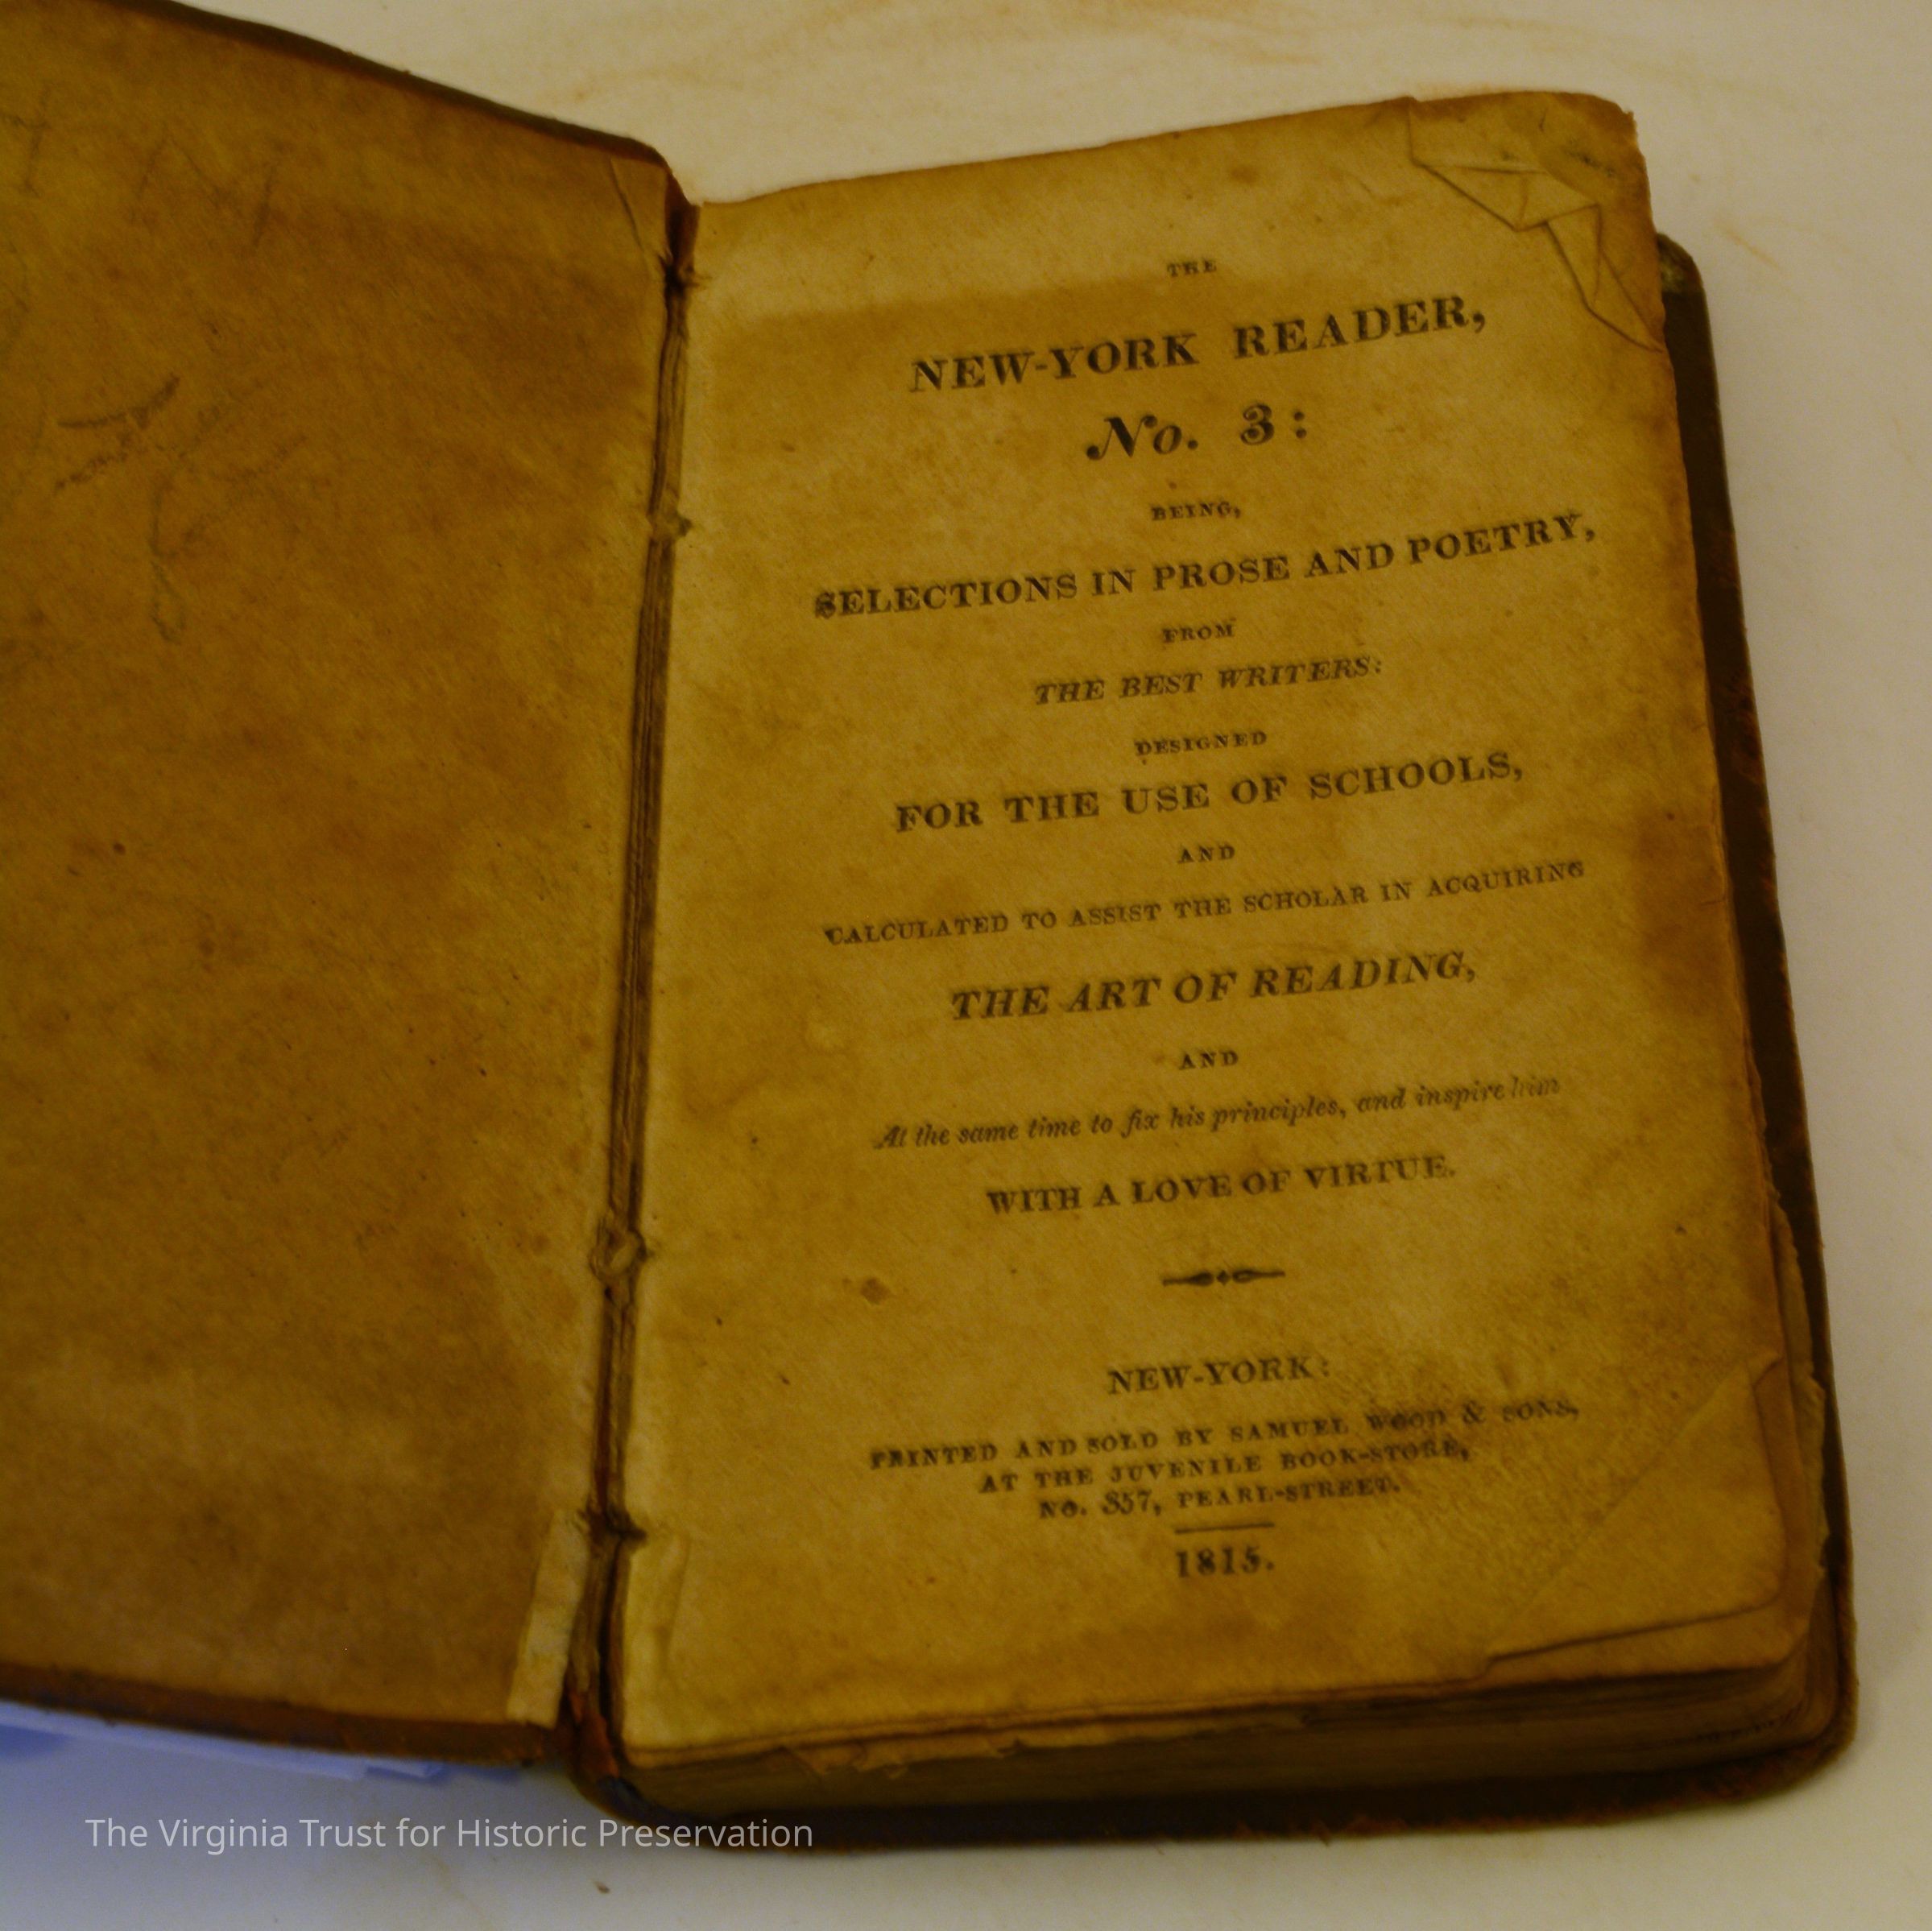 THE
NEW-YORK READER,
No. 3:
BEING,
SELECTIONS IN PROSE AND POETRY,
FROM
THE BEST WRITERS:
DESIGNED
FOR THE USE OF SCHOOLS,
AND
CALCULATED TO ASSIST THE SCHOLAR IN ACQUIRING
THE ART OF READING,
AND
At the same time to fix his principles, and inspire him
WITH A LOVE OF VIRTUE.
NEW-YORK:
PRINTED AND SOLD BY SAMUEL WOOD & SONS,
AT THE JUVENILE BOOK-STORE,
NO. 357, PEARL-STREET.
1815.
The Virginia Trust for Historic Preservation